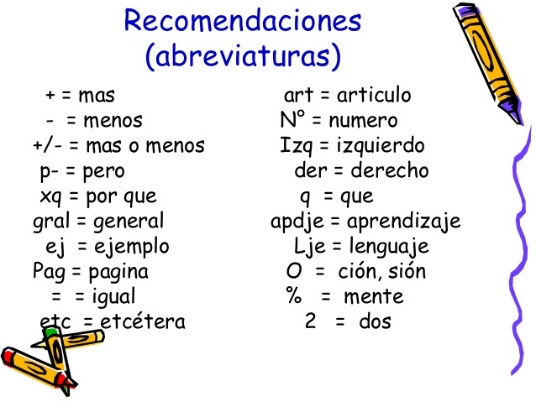 Recomendaciones
(abreviaturas)
+ = mas
- = menos
+/- = mas o menos
p- = pero
xq = por que
gral = general
ej = ejemplo
Pag = pagina
= = igual
etc = etcétera
art = articulo
N° = numero
Izq = izquierdo
der = derecho
q = que
apdje = aprendizaje
Lje = lenguaje
O = ción, sión
% = mente
2 = dos